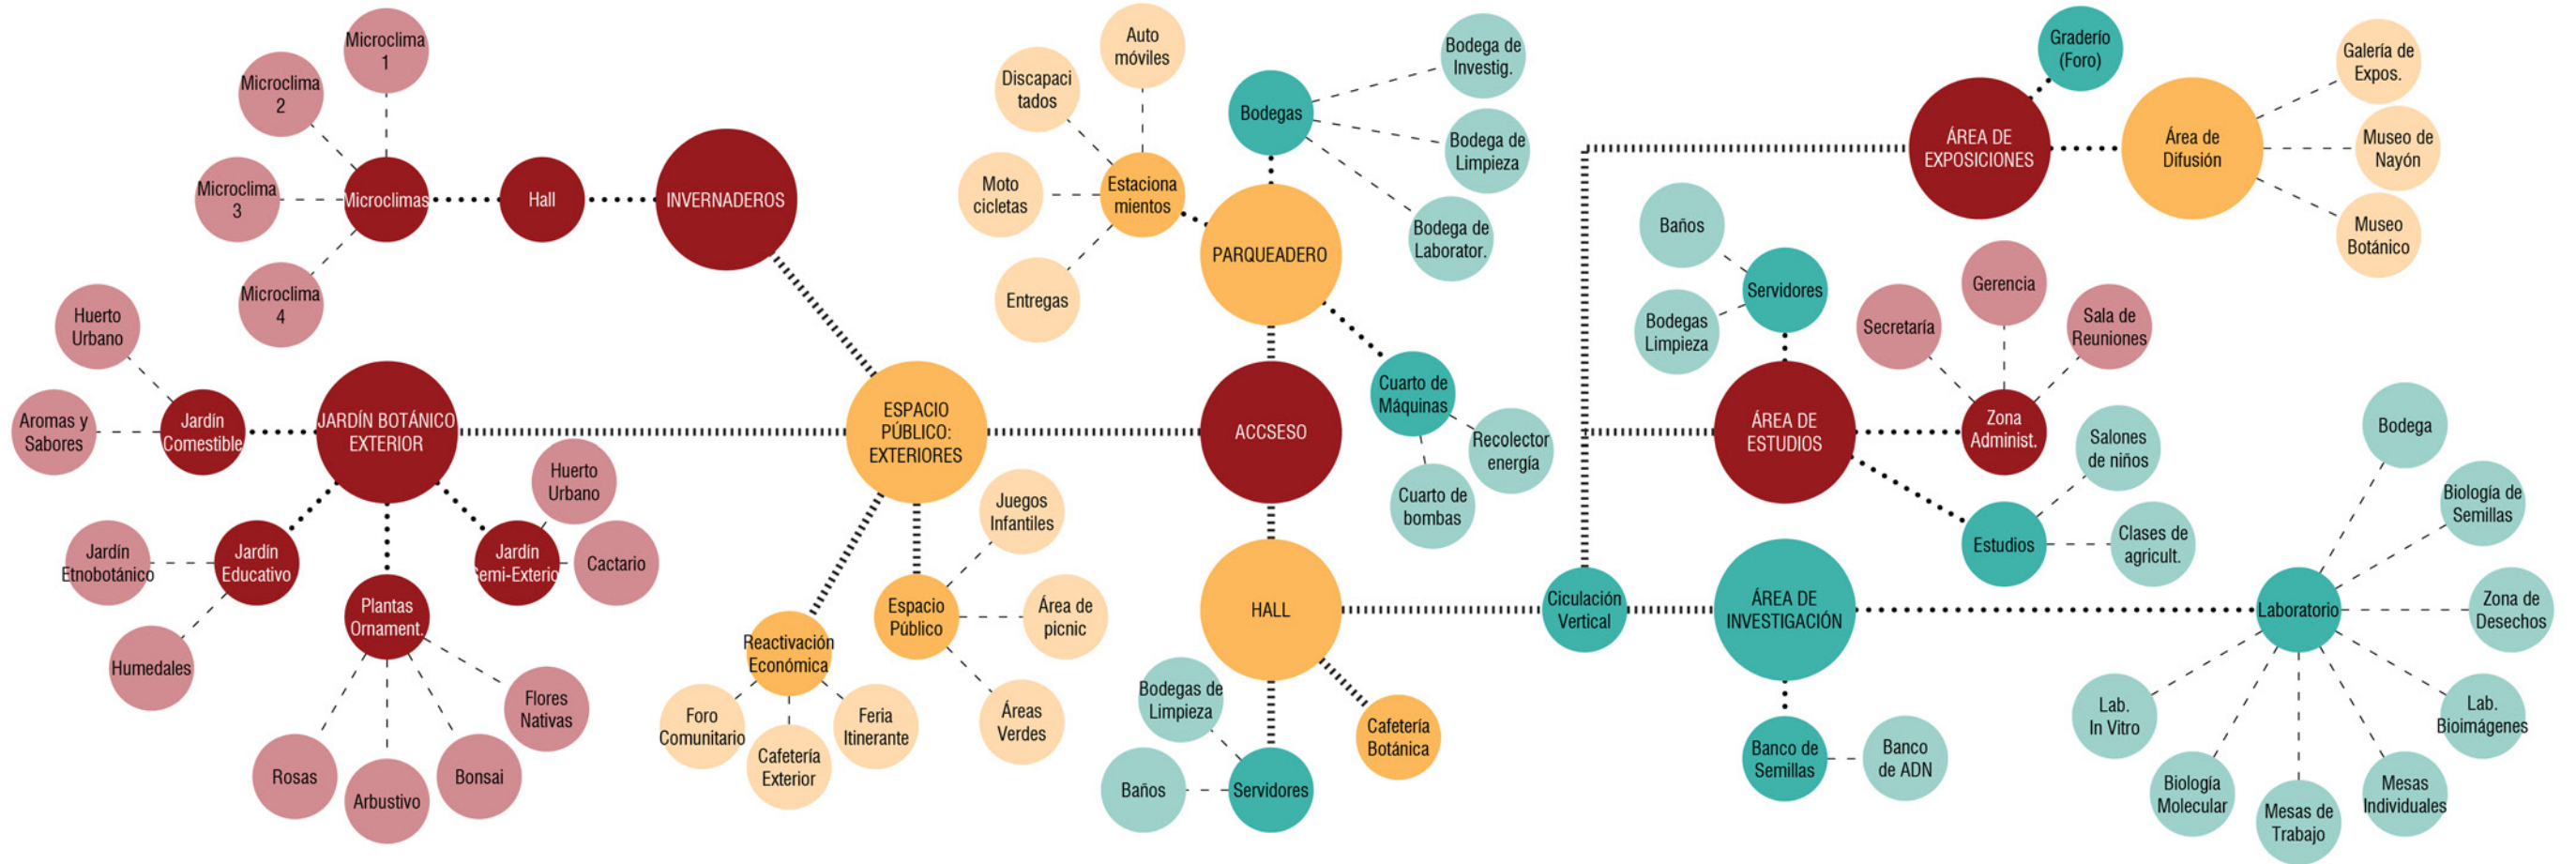 Microclima
1
Microclima
2
Microclima
3
Microclima
4
Microclimas
Hall
INVERNADEROS
Huerto
Urbano
Aromas y
Sabores
Jardín
Comestible
JARDÍN BOTÁNICO
EXTERIOR
Jardín
Etnobotánico
Jardín
Educativo
Humedales
Plantas
Ornament.
Rosas
Arbustivo
Bonsai
Flores
Nativas
Jardín
Semi-Exterior
Huerto
Urbano
Cactario
ESPACIO
PÚBLICO:
EXTERIORES
Reactivación
Económica
Foro
Comunitario
Cafetería
Exterior
Feria
Itinerante
Espacio
Público
Juegos
Infantiles
Área de
picnic
Áreas
Verdes
Auto
móviles
Discapaci
tados
Moto
cicletas
Entregas
Estaciona
mientos
PARQUEADERO
Bodegas
Bodega de
Investig.
Bodega de
Limpieza
Bodega de
Laborator.
Cuarto de
Máquinas
Recolector
energía
Cuarto de
bombas
ACCSESO
HALL
Bodegas de
Limpieza
Baños
Servidores
Cafetería
Botánica
Ciculación
Vertical
ÁREA DE
EXPOSICIONES
Graderío
(Foro)
Área de
Difusión
Galería de
Expos.
Museo de
Nayón
Museo
Botánico
Baños
Bodegas
Limpieza
Servidores
ÁREA DE
ESTUDIOS
Secretaría
Gerencia
Sala de
Reuniones
Zona
Administ.
Estudios
Salones
de niños
Clases de
agricult.
ÁREA DE
INVESTIGACIÓN
Banco de
Semillas
Banco
de ADN
Laboratorio
Bodega
Biología de
Semillas
Zona de
Desechos
Lab.
Bioimágenes
Mesas
Individuales
Mesas de
Trabajo
Biología
Molecular
Lab.
In Vitro